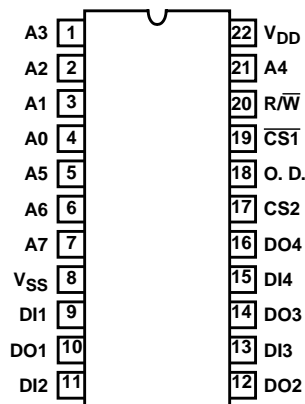 A3 1 22 VDD
A2 2 21 A4
A1 3 20 R/W̅
A0 4 19 C̅S̅1̅
A5 5 18 O. D.
A6 6 17 CS2
A7 7 16 DO4
VSS 8 15 DI4
DI1 9 14 DO3
DO1 10 13 DI3
DI2 11 12 DO2